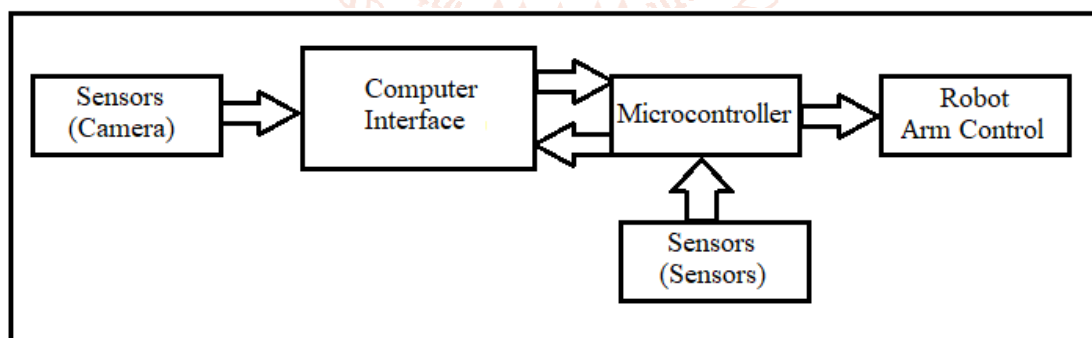 Sensors
(Camera)
Computer
Interface
Microcontroller
Robot
Arm Control
Sensors
(Sensors)